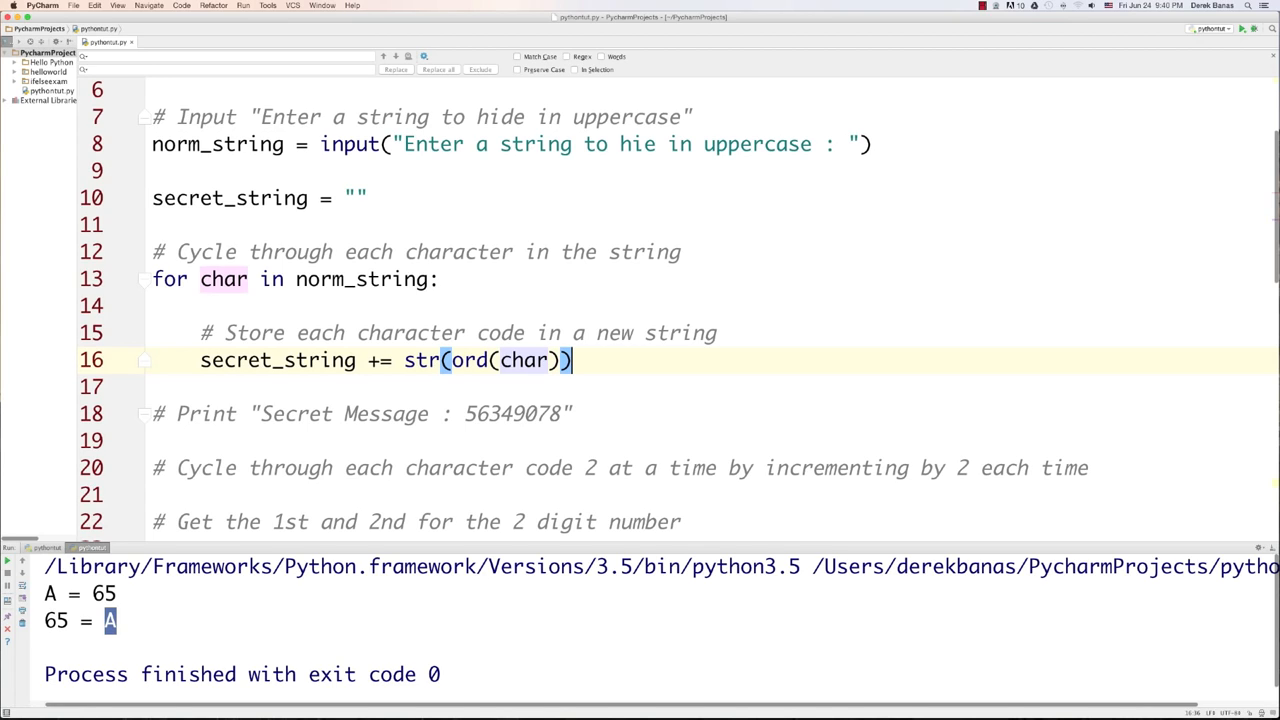 PyCharm File Edit View Navigate Code Refactor Run Tools VCS Window Help 10 Fri Jun 24 9:40 PM Derek Banas
pythontut.py - PycharmProjects - [~/PycharmProjects]
PycharmProjects pythontut.py pythontut
pythontut.py ×
PycharmProject
Match Case Regex Words
Hello Python
Replace Replace all Exclude Preserve Case In Selection
helloworld
ifelseexam
pythontut.py
External Librarie
6
7 # Input "Enter a string to hide in uppercase"
8 norm_string = input("Enter a string to hie in uppercase : ")
9
10 secret_string = ""
11
12 # Cycle through each character in the string
13 for char in norm_string:
14
15 # Store each character code in a new string
16 secret_string += str(ord(char))
17
18 # Print "Secret Message : 56349078"
19
20 # Cycle through each character code 2 at a time by incrementing by 2 each time
21
22 # Get the 1st and 2nd for the 2 digit number
Run: pythontut pythontut
/Library/Frameworks/Python.framework/Versions/3.5/bin/python3.5 /Users/derekbanas/PycharmProjects/pytho
A = 65
65 = A
Process finished with exit code 0
16:36 LF÷ UTF-8÷